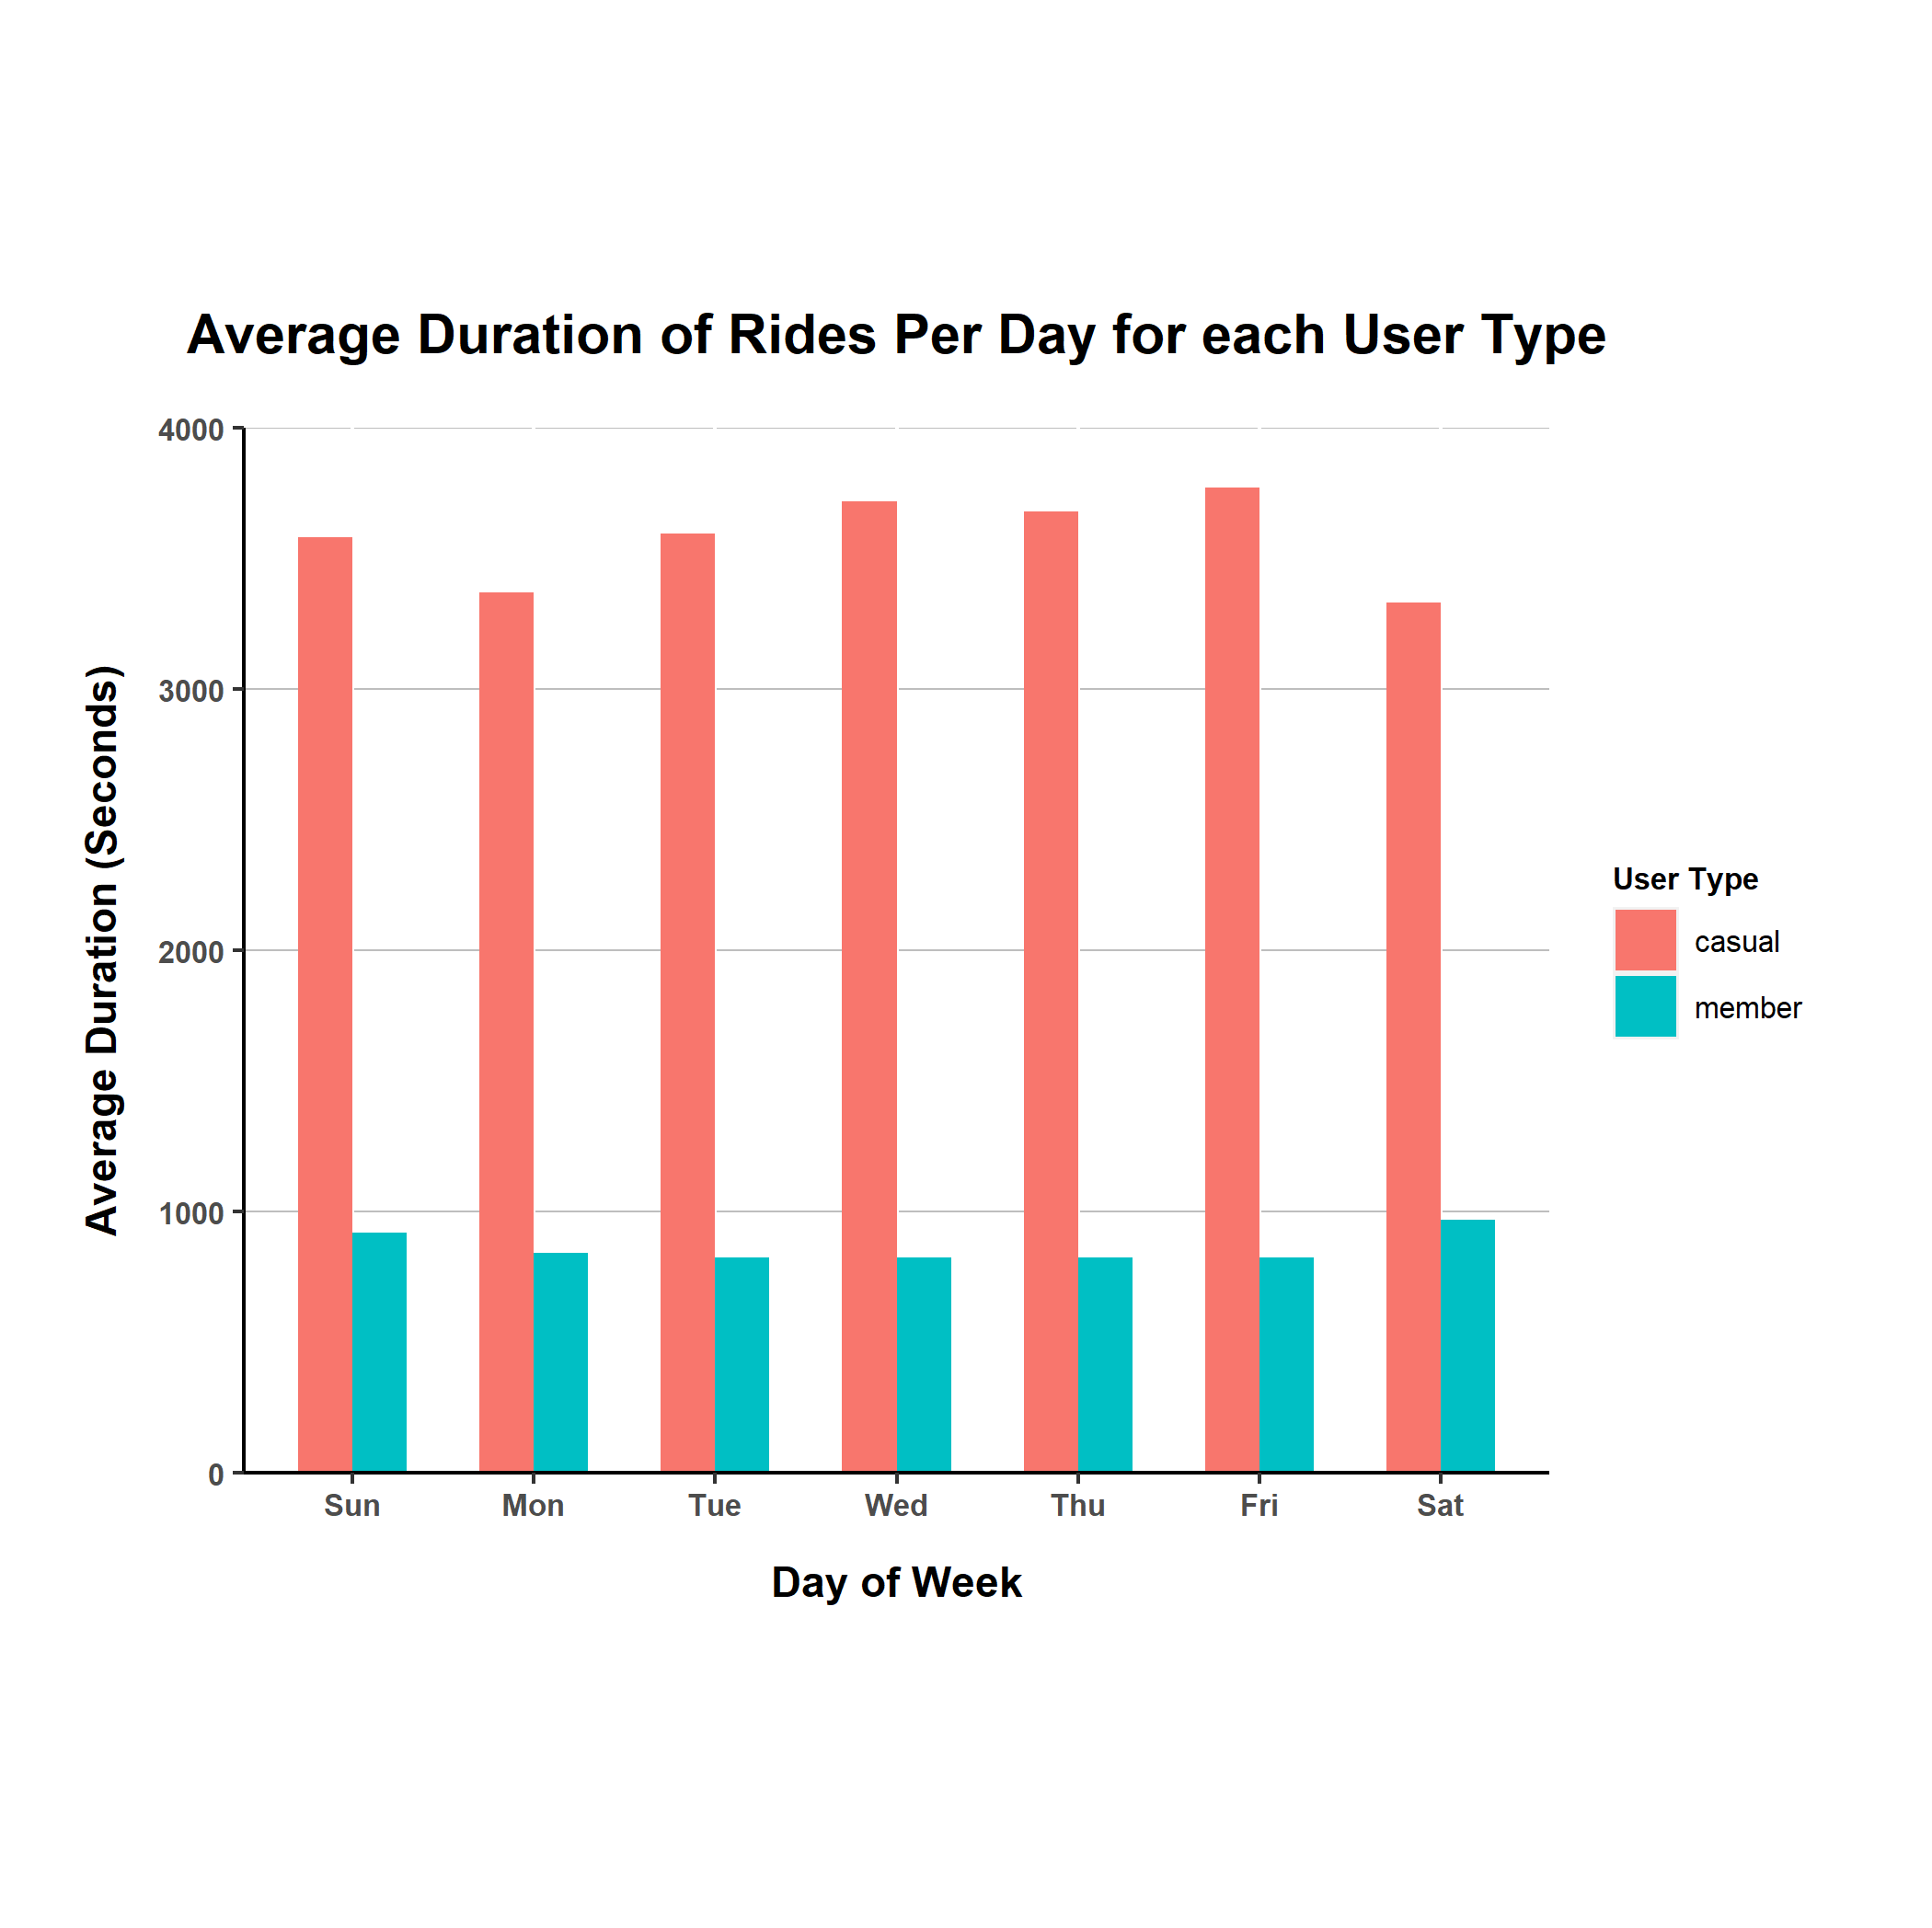 Average Duration of Rides Per Day for each User Type
4000
3000
2000
1000
0
Average Duration (Seconds)
Sun Mon Tue Wed Thu Fri Sat
Day of Week
User Type
casual
member